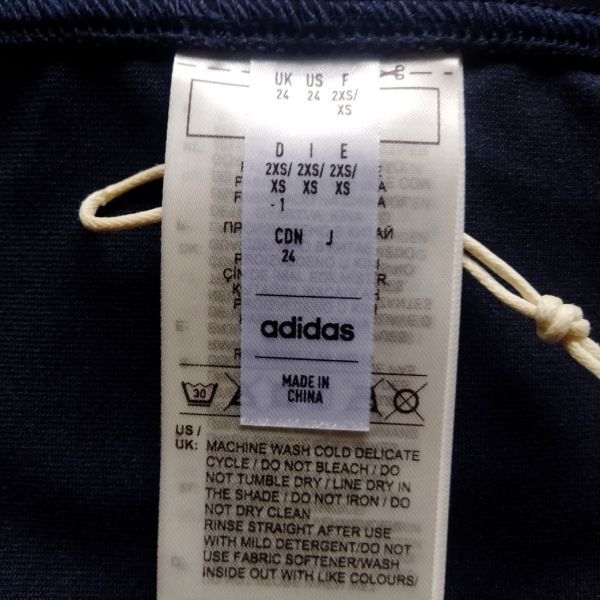 UK US F
24 24 2XS/
XS
D I E
2XS/ 2XS/ 2XS/
XS XS XS
-1
CDN J
24
adidas
MADE IN
CHINA
30
US /
UK: MACHINE WASH COLD DELICATE
CYCLE / DO NOT BLEACH / DO
NOT TUMBLE DRY / LINE DRY IN
THE SHADE / DO NOT IRON / DO
NOT DRY CLEAN
RINSE STRAIGHT AFTER USE
WITH MILD DETERGENT/DO NOT
USE FABRIC SOFTENER/WASH
INSIDE OUT WITH LIKE COLOURS/